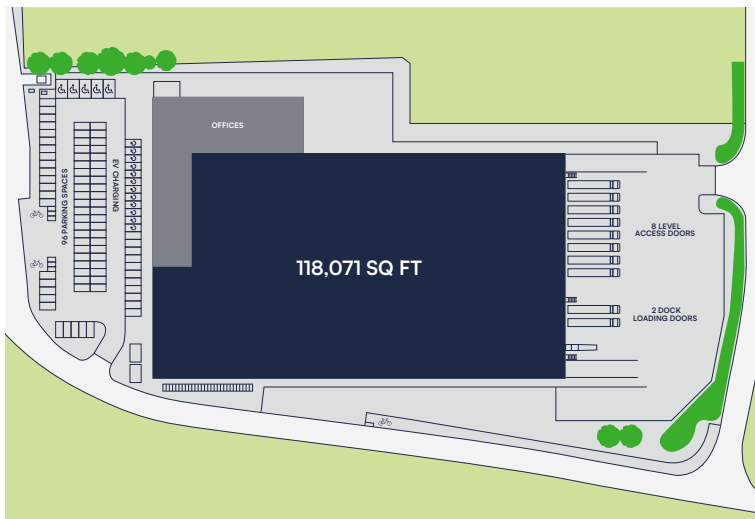 OFFICES
96 PARKING SPACES
EV CHARGING
118,071 SQ FT
8 LEVEL
ACCESS DOORS
2 DOCK
LOADING DOORS